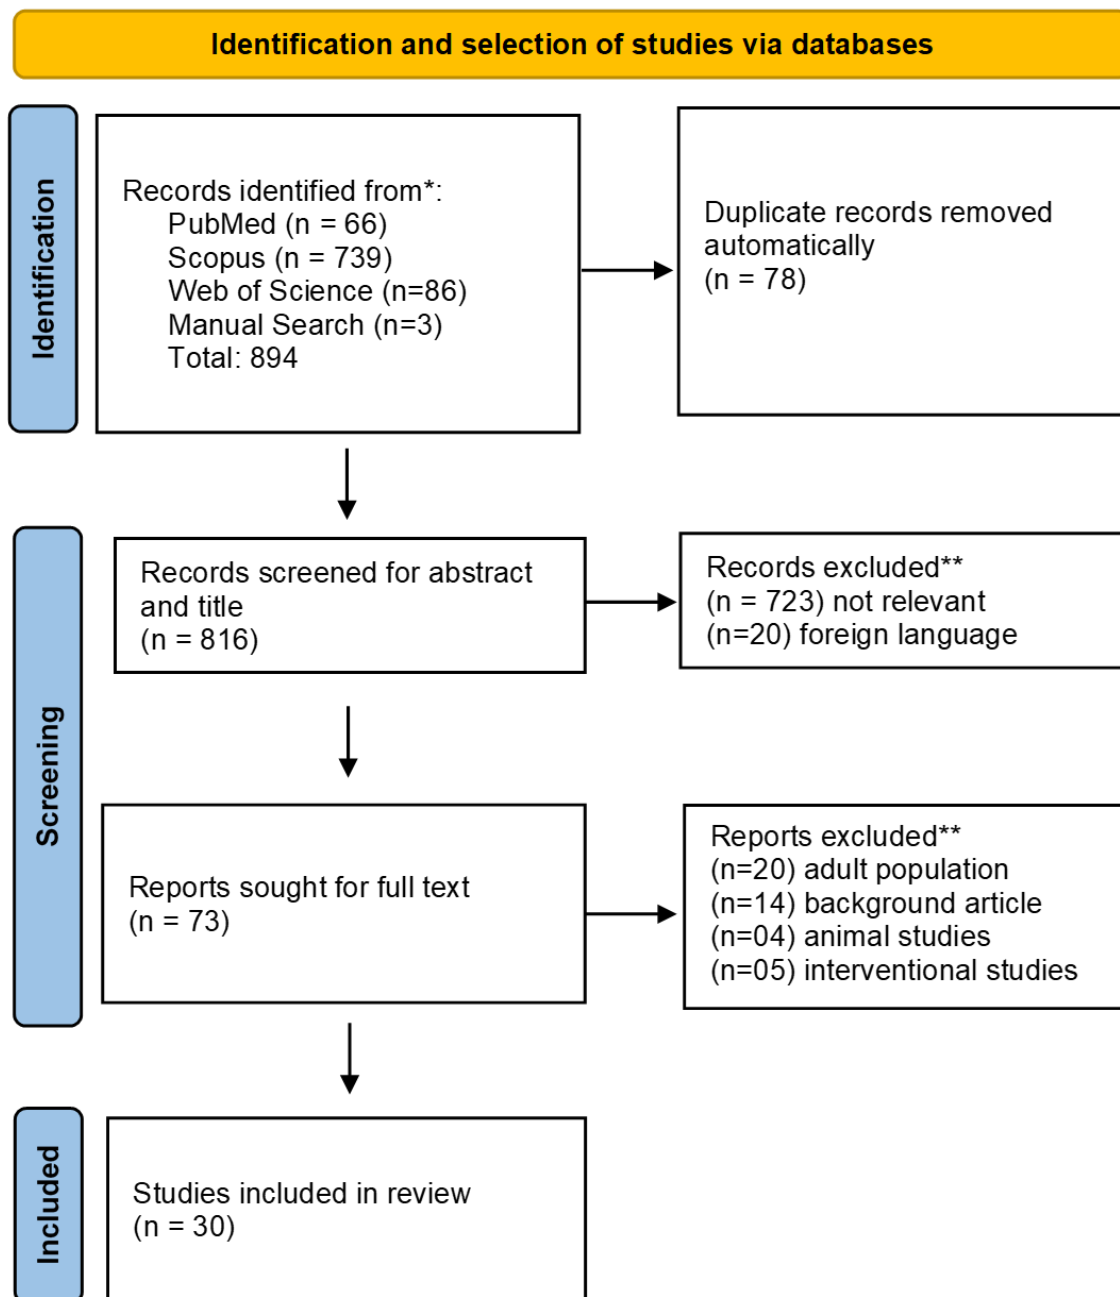 Identification and selection of studies via databases
Identification
Records identified from*:
PubMed (n = 66)
Scopus (n = 739)
Web of Science (n=86)
Manual Search (n=3)
Total: 894
Duplicate records removed
automatically
(n = 78)
Screening
Records screened for abstract
and title
(n = 816)
Records excluded**
(n = 723) not relevant
(n=20) foreign language
Reports sought for full text
(n = 73)
Reports excluded**
(n=20) adult population
(n=14) background article
(n=04) animal studies
(n=05) interventional studies
Included
Studies included in review
(n = 30)